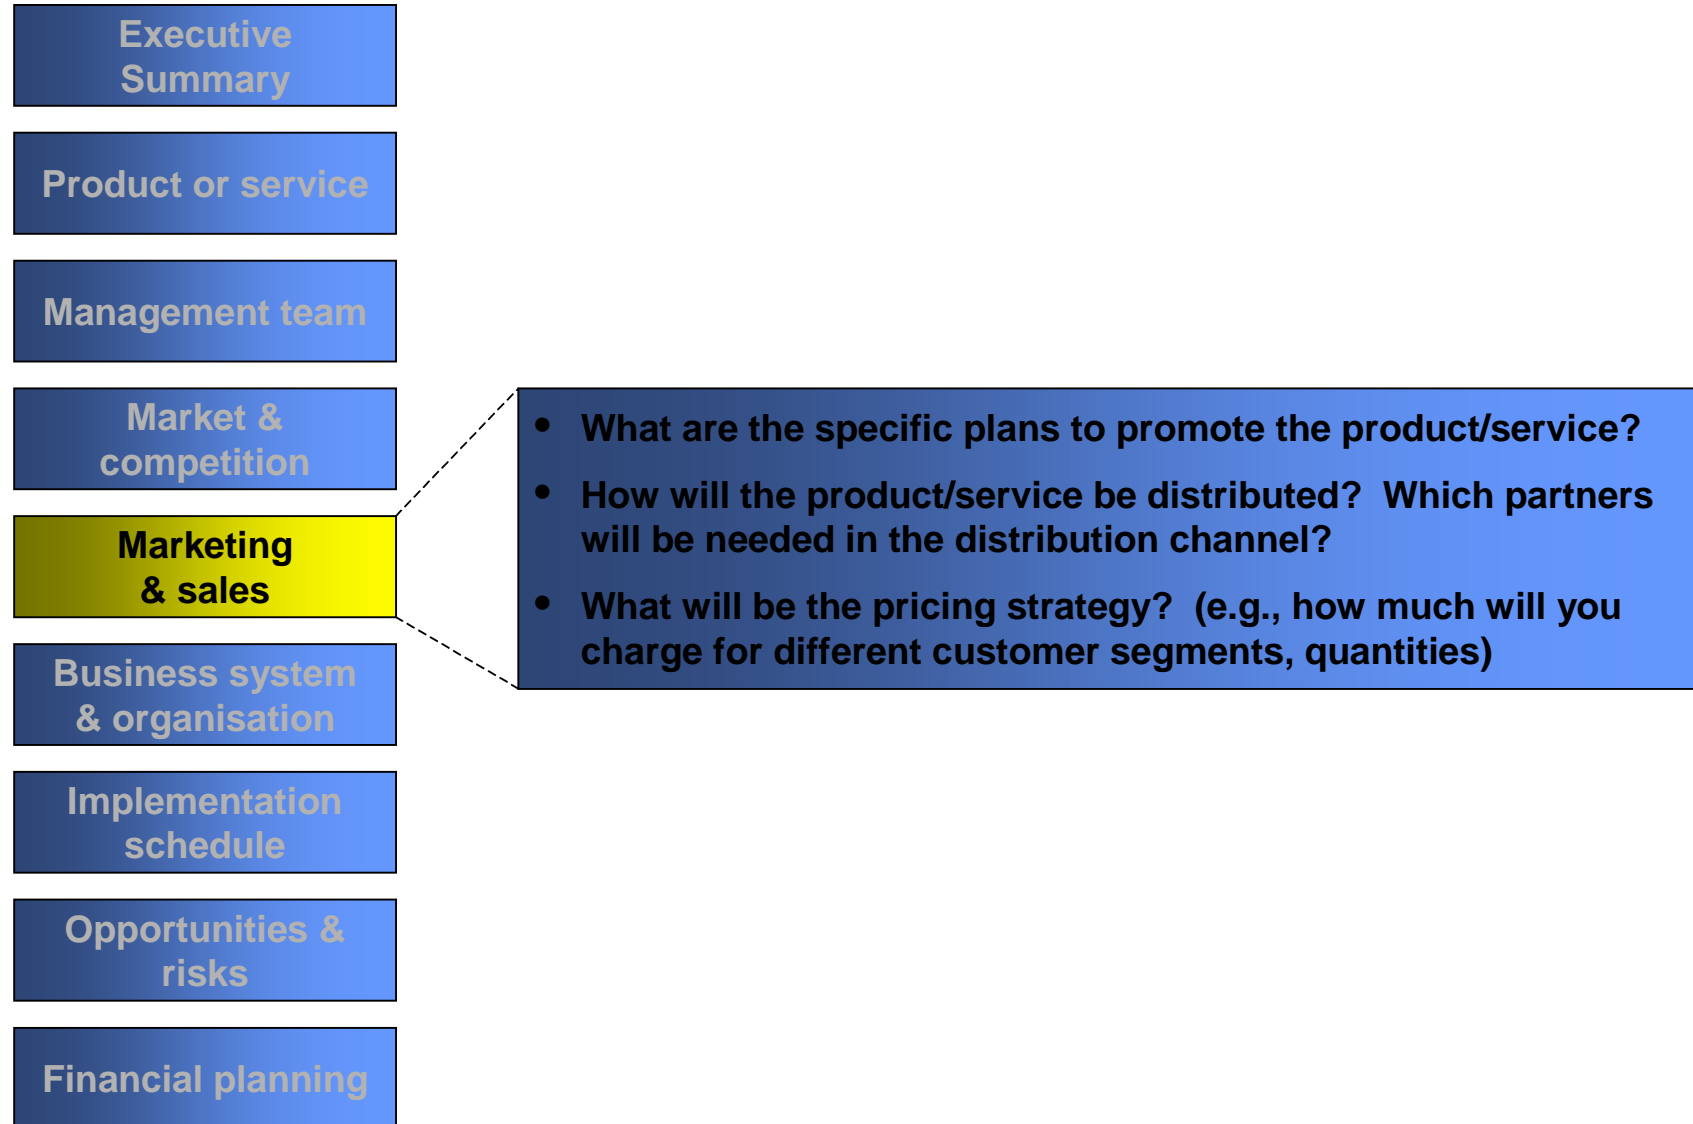 Executive
Summary
Product or service
Management team
Market &
competition
Marketing
& sales
Business system
& organisation
Implementation
schedule
Opportunities &
risks
Financial planning
• What are the specific plans to promote the product/service?
• How will the product/service be distributed?  Which partners
will be needed in the distribution channel?
• What will be the pricing strategy?  (e.g., how much will you
charge for different customer segments, quantities)